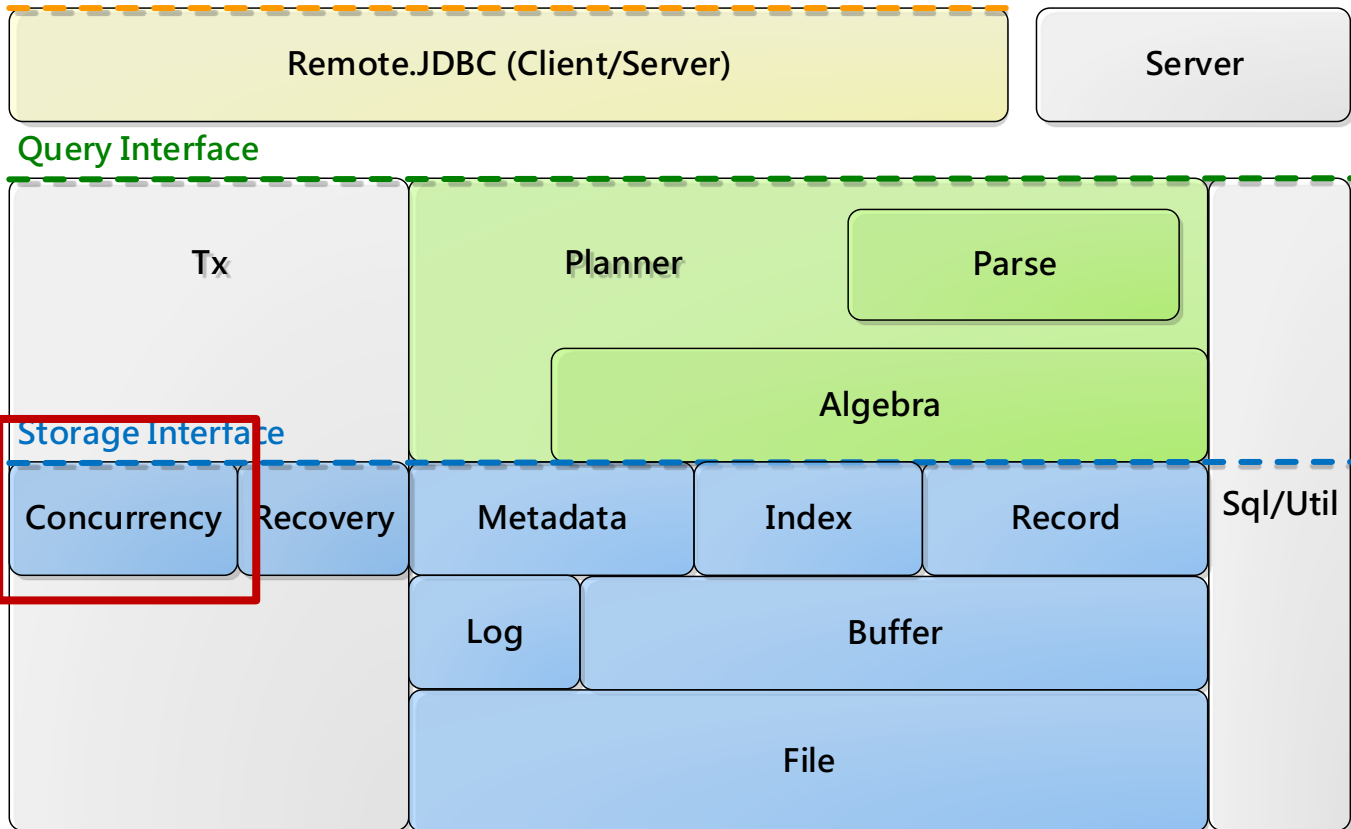 Remote.JDBC (Client/Server)
Server
Query Interface
Tx
Planner
Parse
Algebra
Storage Interface
Concurrency
Recovery
Metadata
Index
Record
Sql/Util
Log
Buffer
File